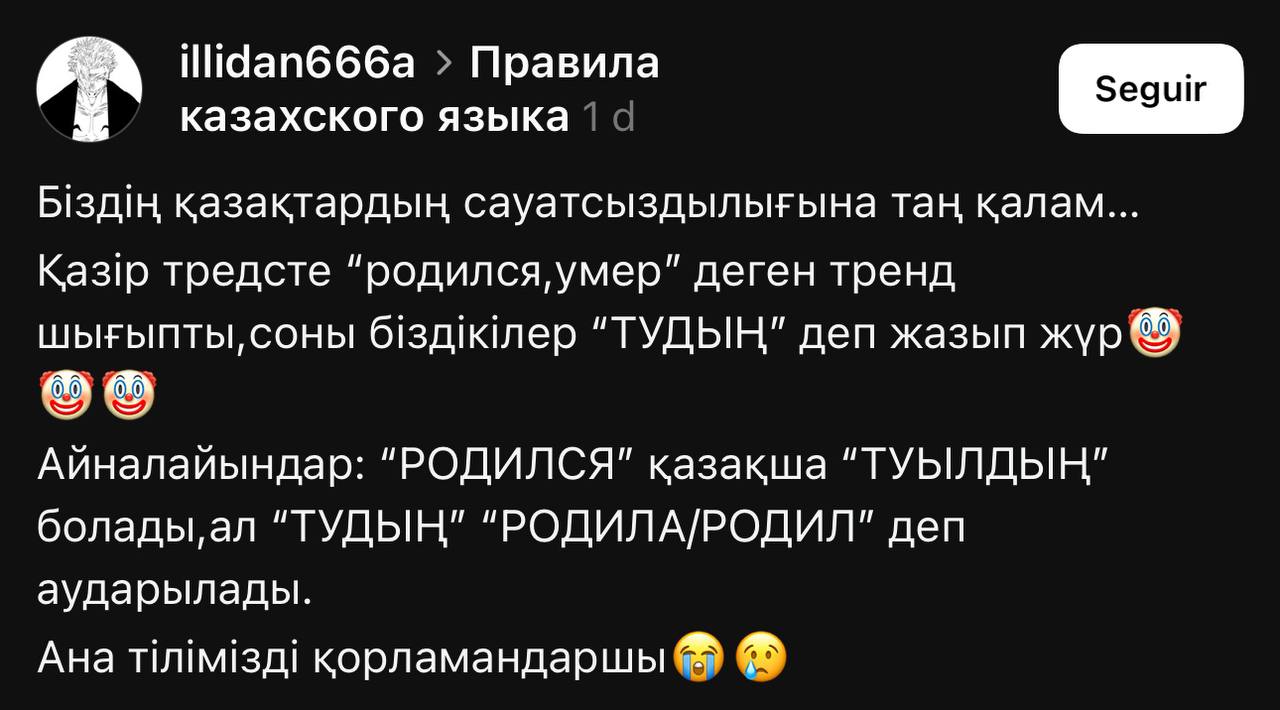 illidan666a > Правила
казахского языка 1 d
Seguir
Біздің қазақтардың сауатсыздылығына таң қалам...
Қазір тредсте “родился,умер” деген тренд
шығыпты,соны біздікілер “ТУДЫҢ” деп жазып жүр🤡
🤡🤡
Айналайындар: “РОДИЛСЯ” қазақша “ТУЫЛДЫҢ”
болады,ал “ТУДЫҢ” “РОДИЛА/РОДИЛ” деп
аударылады.
Ана тілімізді қорламандаршы😭😢